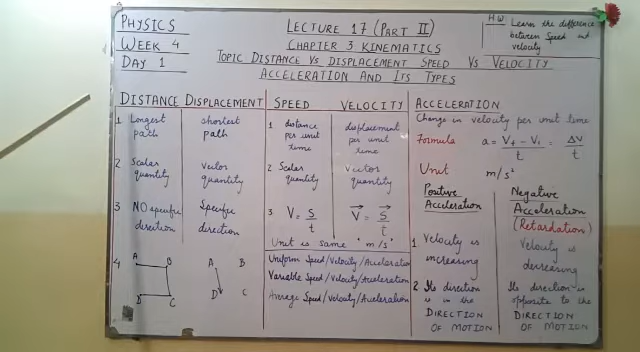 PHYSICS
WEEK 4
DAY 1
LECTURE 17 (PART II)
CHAPTER 3 KINEMATICS
TOPIC DISTANCE VS DISPLACEMENT SPEED VS VELOCITY
ACCELERATION AND ITS TYPES
H.W
Learn the difference
between Speed and
velocity
DISTANCE
1 Longest
path
2 Scalar
quantity
3 NO specific
direction
4 A
D
B
C
DISPLACEMENT
shortest
path
vector
quantity
Specific
direction
A B
D C
SPEED
1 distance
per unit
time
2 Scalar
quantity
3 V = S/t
VELOCITY
displacement
per unit
time
Vector
quantity
V = S/t
Unit is same 'm/s'
Uniform Speed/Velocity/Acceleration
Variable Speed/Velocity/Acceleration
Average Speed/Velocity/Acceleration
ACCELERATION
Change in velocity per unit time
Formula a = Vf - Vi / t = ΔV / t
Unit m/s²
Positive
Acceleration
1 Velocity is
increasing
2 Its direction
is in the
DIRECTION
OF MOTION
Negative
Acceleration
(Retardation)
Velocity is
decreasing
Its direction is
opposite to the
DIRECTION
OF MOTION